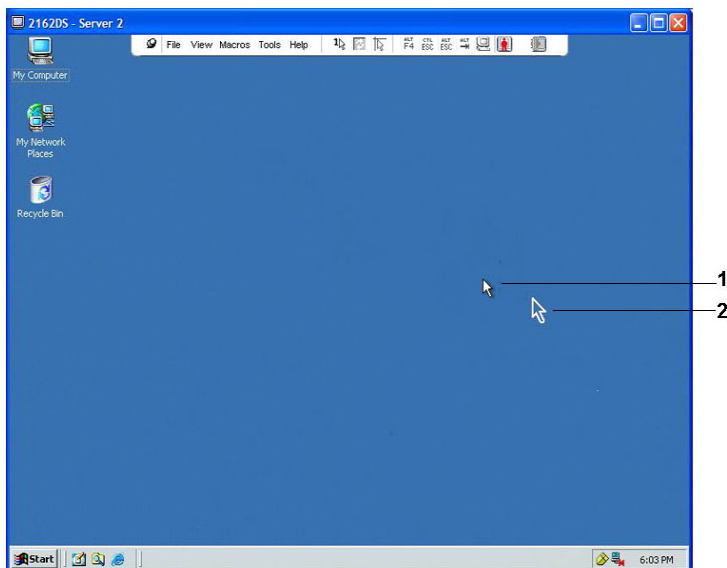 2162DS - Server 2
File View Macros Tools Help
1
ALT F4 CTL ESC ALT ESC ALT
My Computer
My Network
Places
Recycle Bin
1
2
Start
6:03 PM